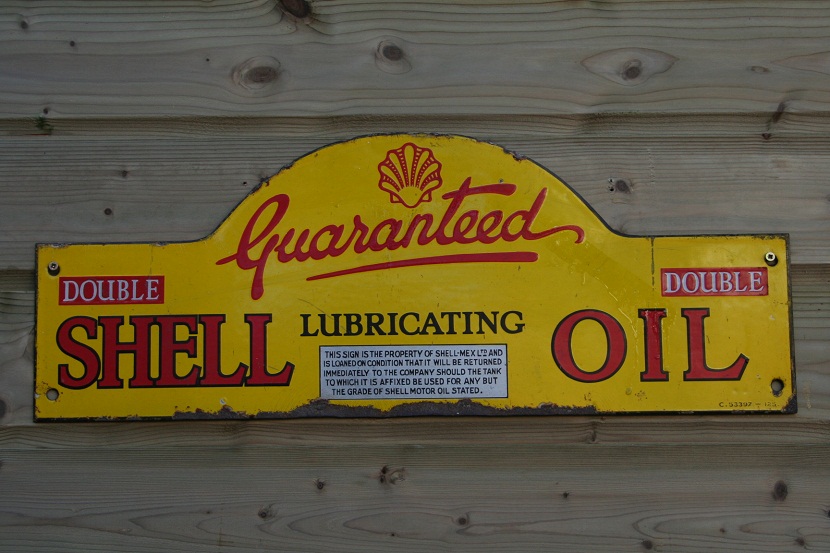 Guaranteed
DOUBLE DOUBLE
SHELL LUBRICATING OIL
THIS SIGN IS THE PROPERTY OF SHELL-MEX LTD AND
IS LOANED ON CONDITION THAT IT WILL BE RETURNED
IMMEDIATELY TO THE COMPANY SHOULD THE TANK
TO WHICH IT IS AFFIXED BE USED FOR ANY BUT
THE GRADE OF SHELL MOTOR OIL STATED.